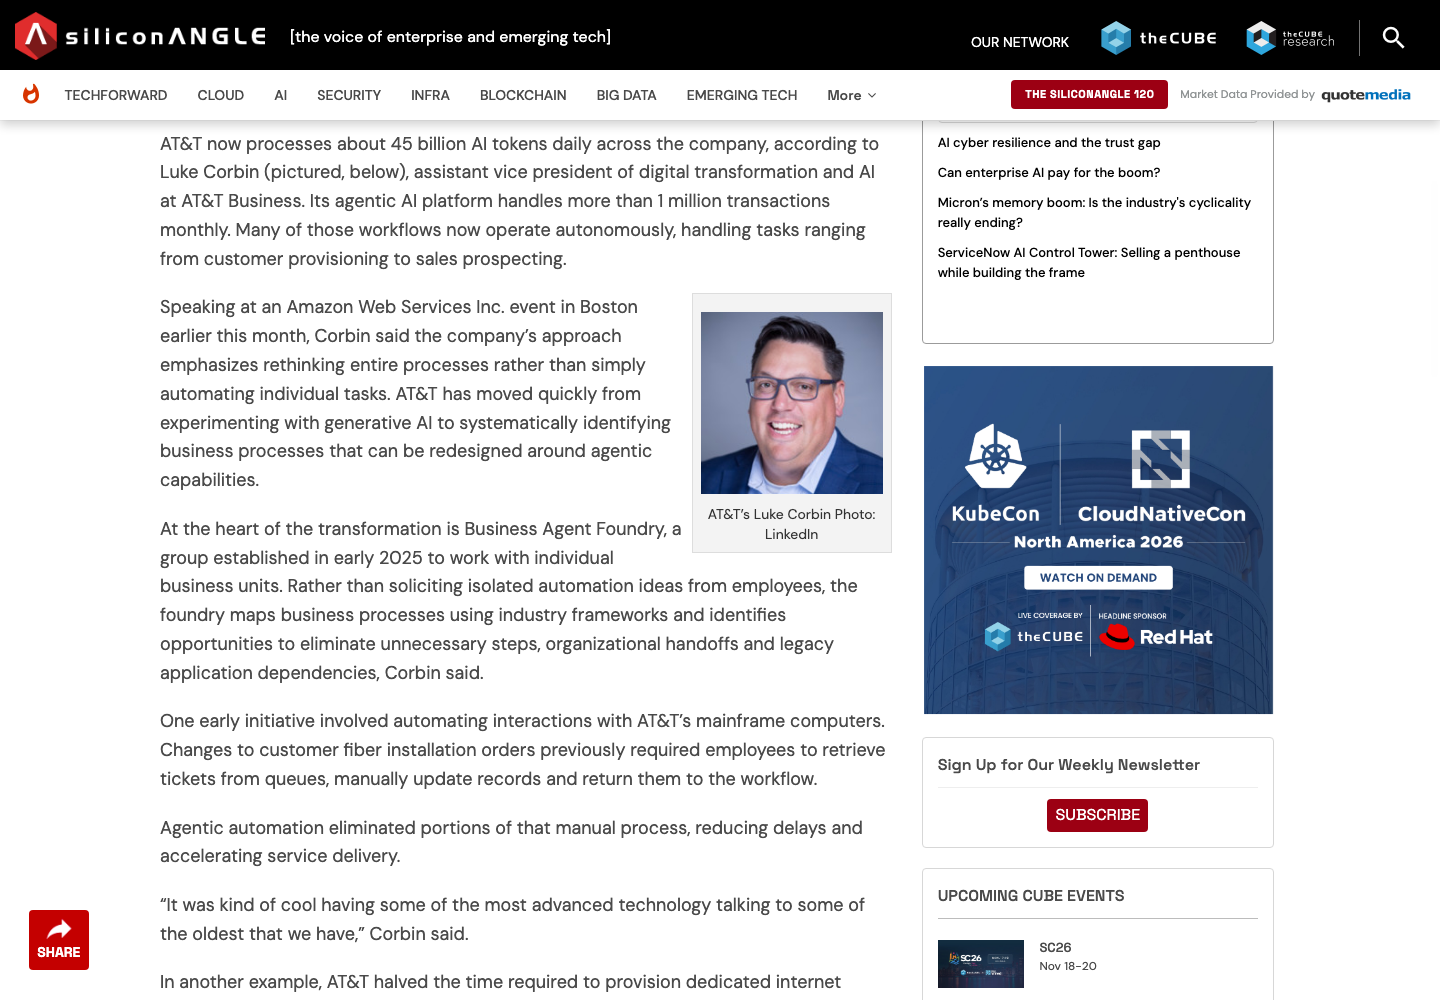 siliconANGLE
[the voice of enterprise and emerging tech]
OUR NETWORK
theCUBE
theCUBE
research
TECHFORWARD
CLOUD
AI
SECURITY
INFRA
BLOCKCHAIN
BIG DATA
EMERGING TECH
More
THE SILICONANGLE 120
Market Data Provided by
quotemedia
AT&T now processes about 45 billion AI tokens daily across the company, according to
Luke Corbin (pictured, below), assistant vice president of digital transformation and AI
at AT&T Business. Its agentic AI platform handles more than 1 million transactions
monthly. Many of those workflows now operate autonomously, handling tasks ranging
from customer provisioning to sales prospecting.
Speaking at an Amazon Web Services Inc. event in Boston
earlier this month, Corbin said the company’s approach
emphasizes rethinking entire processes rather than simply
automating individual tasks. AT&T has moved quickly from
experimenting with generative AI to systematically identifying
business processes that can be redesigned around agentic
capabilities.
AT&T’s Luke Corbin Photo:
LinkedIn
At the heart of the transformation is Business Agent Foundry, a
group established in early 2025 to work with individual
business units. Rather than soliciting isolated automation ideas from employees, the
foundry maps business processes using industry frameworks and identifies
opportunities to eliminate unnecessary steps, organizational handoffs and legacy
application dependencies, Corbin said.
One early initiative involved automating interactions with AT&T’s mainframe computers.
Changes to customer fiber installation orders previously required employees to retrieve
tickets from queues, manually update records and return them to the workflow.
Agentic automation eliminated portions of that manual process, reducing delays and
accelerating service delivery.
“It was kind of cool having some of the most advanced technology talking to some of
the oldest that we have,” Corbin said.
In another example, AT&T halved the time required to provision dedicated internet
SHARE
AI cyber resilience and the trust gap
Can enterprise AI pay for the boom?
Micron’s memory boom: Is the industry's cyclicality
really ending?
ServiceNow AI Control Tower: Selling a penthouse
while building the frame
KubeCon
CloudNativeCon
North America 2026
WATCH ON DEMAND
LIVE COVERAGE BY
theCUBE
HEADLINE SPONSOR
Red Hat
Sign Up for Our Weekly Newsletter
SUBSCRIBE
UPCOMING CUBE EVENTS
SC26
SC26
Nov 18-20